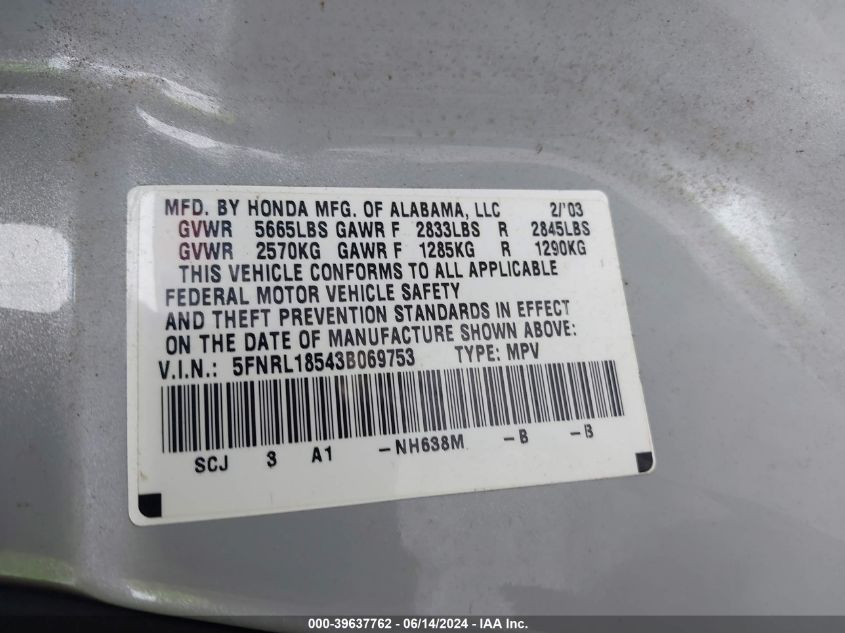 MFD. BY HONDA MFG. OF ALABAMA, LLC 2/'03
GVWR 5665LBS GAWR F 2833LBS R 2845LBS
GVWR 2570KG GAWR F 1285KG R 1290KG
THIS VEHICLE CONFORMS TO ALL APPLICABLE
FEDERAL MOTOR VEHICLE SAFETY
AND THEFT PREVENTION STANDARDS IN EFFECT
ON THE DATE OF MANUFACTURE SHOWN ABOVE:
V.I.N.: 5FNRL18543B069753 TYPE: MPV
SCJ 3 A1 -NH638M -B -B
000-39637762 - 06/14/2024 - IAA Inc.